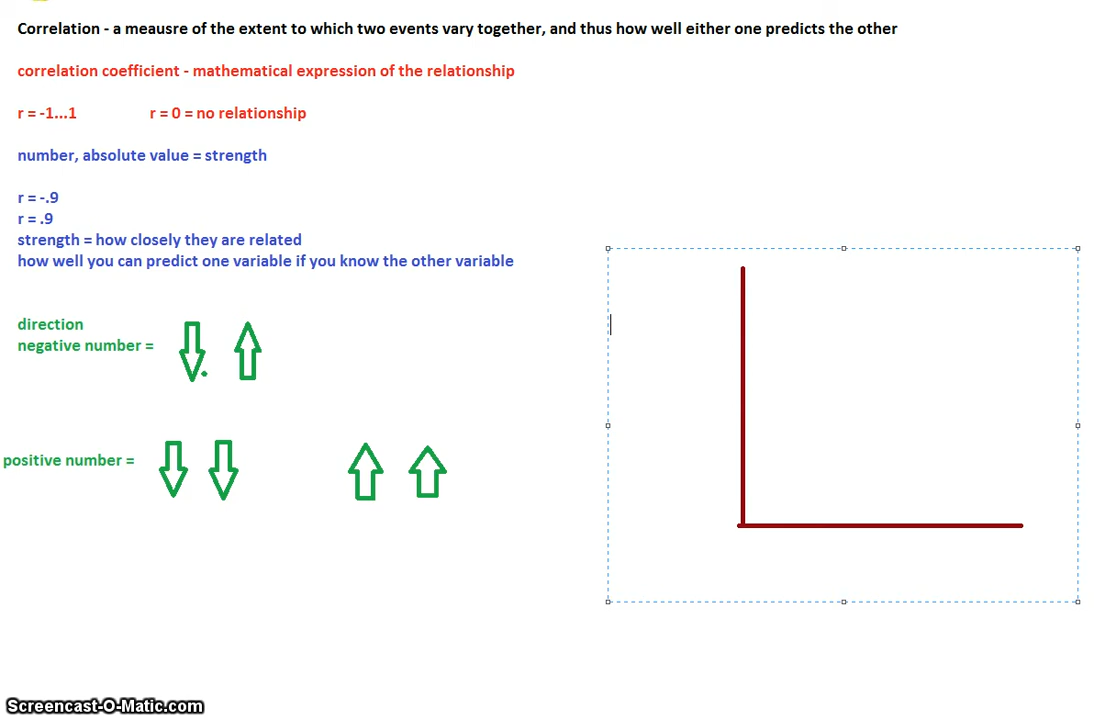 Correlation - a meausre of the extent to which two events vary together, and thus how well either one predicts the other
correlation coefficient - mathematical expression of the relationship
r = -1...1 r = 0 = no relationship
number, absolute value = strength
r = -.9
r = .9
strength = how closely they are related
how well you can predict one variable if you know the other variable
direction
negative number =
positive number =
Screencast-O-Matic.com